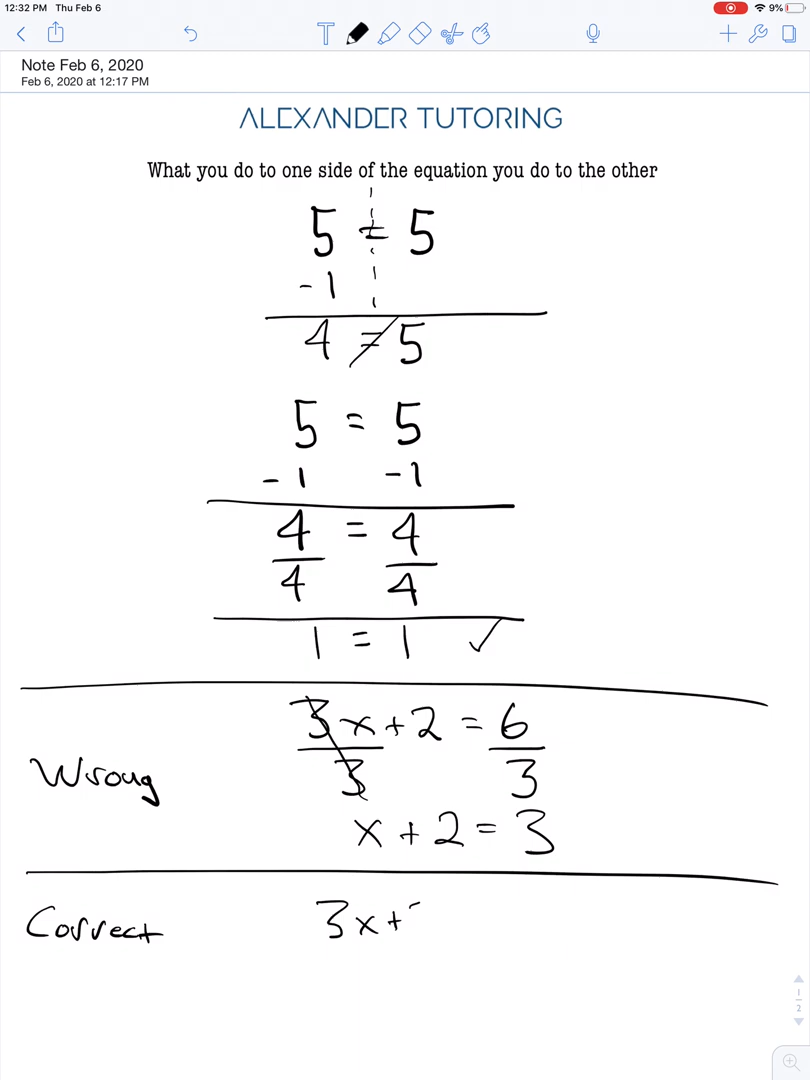 12:32 PM Thu Feb 6
9%
T
Note Feb 6, 2020
Feb 6, 2020 at 12:17 PM
ALEXANDER TUTORING
What you do to one side of the equation you do to the other
5 = 5
-1
4 ≠ 5
5 = 5
-1 -1
4 = 4
4 4
1 = 1 ✓
3x+2 = 6
3 3
Wrong
x+2 = 3
Correct 3x+
1
2